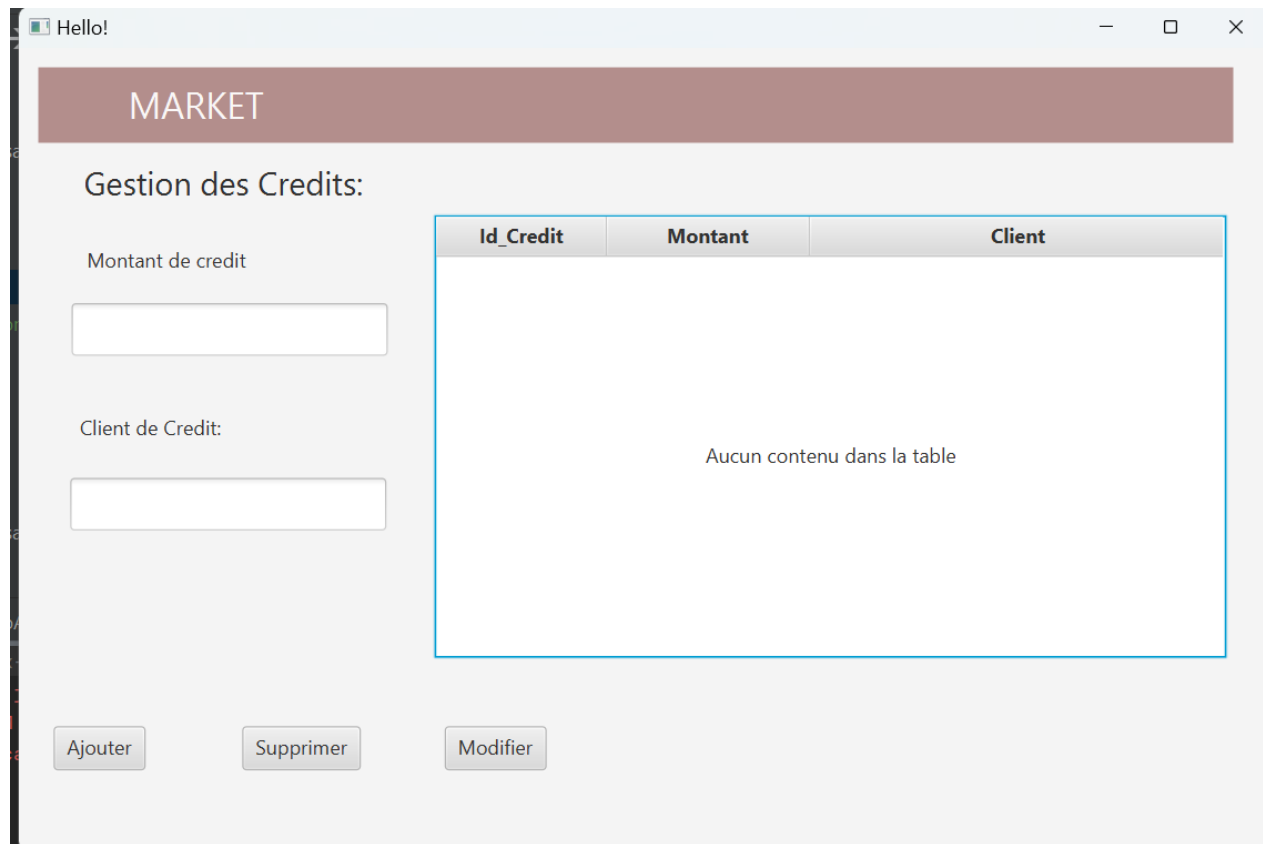 Hello!
MARKET
Gestion des Credits:
Id_Credit Montant Client
Montant de credit
Client de Credit:
Aucun contenu dans la table
Ajouter Supprimer Modifier